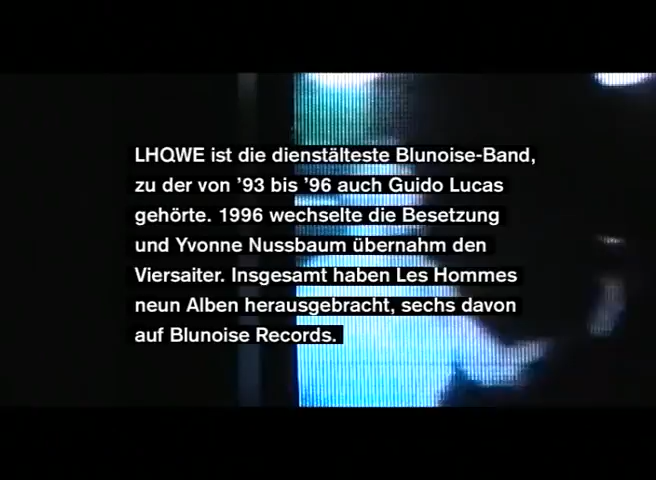 LHQWE ist die dienstälteste Blunoise-Band,
zu der von ’93 bis ’96 auch Guido Lucas
gehörte. 1996 wechselte die Besetzung
und Yvonne Nussbaum übernahm den
Viersaiter. Insgesamt haben Les Hommes
neun Alben herausgebracht, sechs davon
auf Blunoise Records.